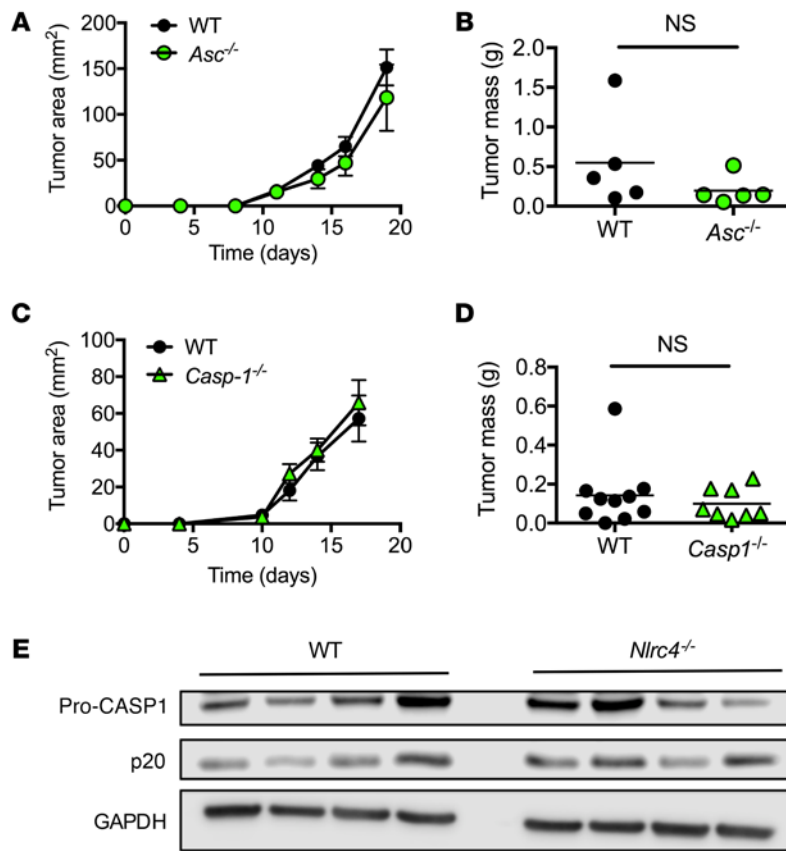 A
Tumor area (mm²)
200
150
100
50
0
WT
Asc⁻/⁻
0 5 10 15 20
Time (days)
B
Tumor mass (g)
2.0
1.5
1.0
0.5
0.0
NS
WT Asc⁻/⁻
C
Tumor area (mm²)
100
80
60
40
20
0
WT
Casp-1⁻/⁻
0 5 10 15 20
Time (days)
D
Tumor mass (g)
0.8
0.6
0.4
0.2
0.0
NS
WT Casp1⁻/⁻
E
WT Nlrc4⁻/⁻
Pro-CASP1
p20
GAPDH